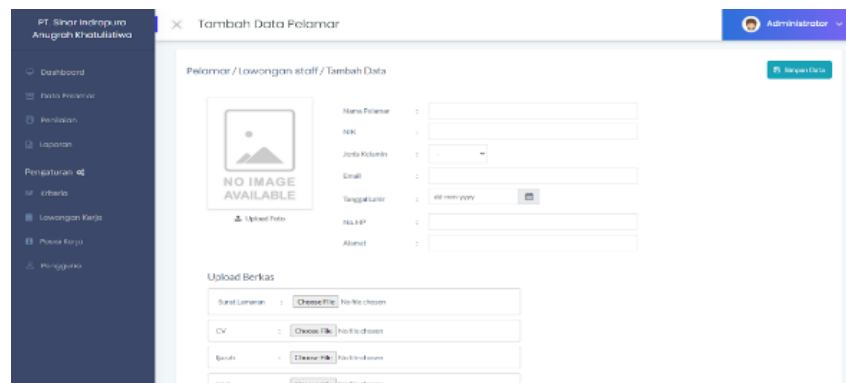 PT. Sinar Indrapura
Anugrah Khatulistiwa
Tambah Data Pelamar
Administrator
Dashboard
Data Pelamar
Penilaian
Laporan
Pengaturan
Kriteria
Lowongan Kerja
Posisi Kerja
Pengguna
Pelamar / Lowongan staff / Tambah Data
Simpan Data
NO IMAGE
AVAILABLE
Upload Foto
Nama Pelamar :
NIK :
Jenis Kelamin : -
Email :
Tanggal Lahir : dd-mm-yyyy
No.HP :
Alamat :
Upload Berkas
Surat Lamaran : Choose File No file chosen
CV : Choose File No file chosen
Ijazah : Choose File No file chosen